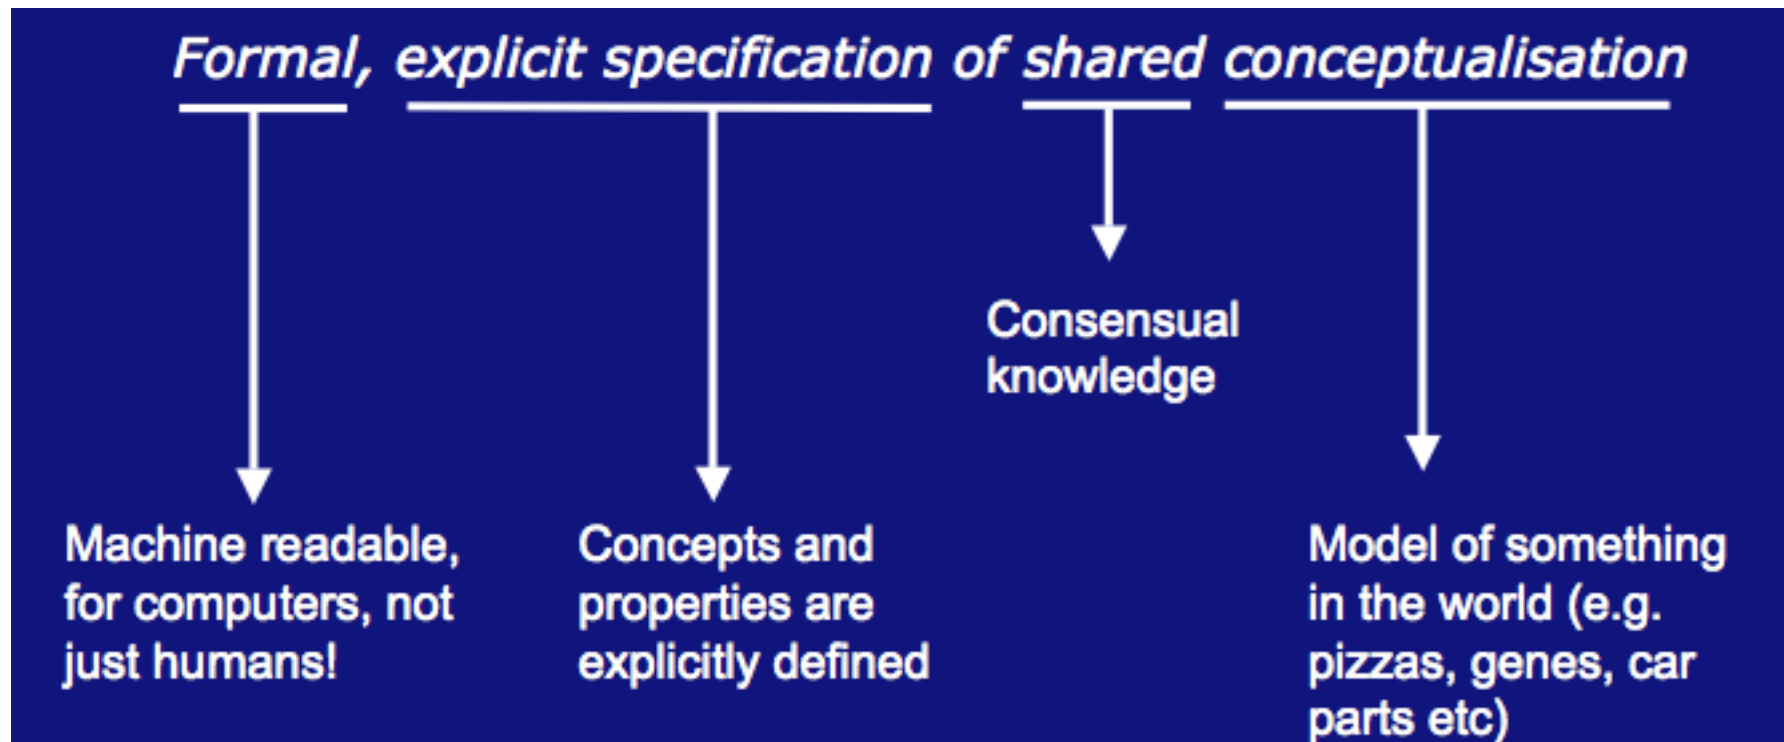 Formal, explicit specification of shared conceptualisation
Consensual
knowledge
Machine readable,
for computers, not
just humans!
Concepts and
properties are
explicitly defined
Model of something
in the world (e.g.
pizzas, genes, car
parts etc)